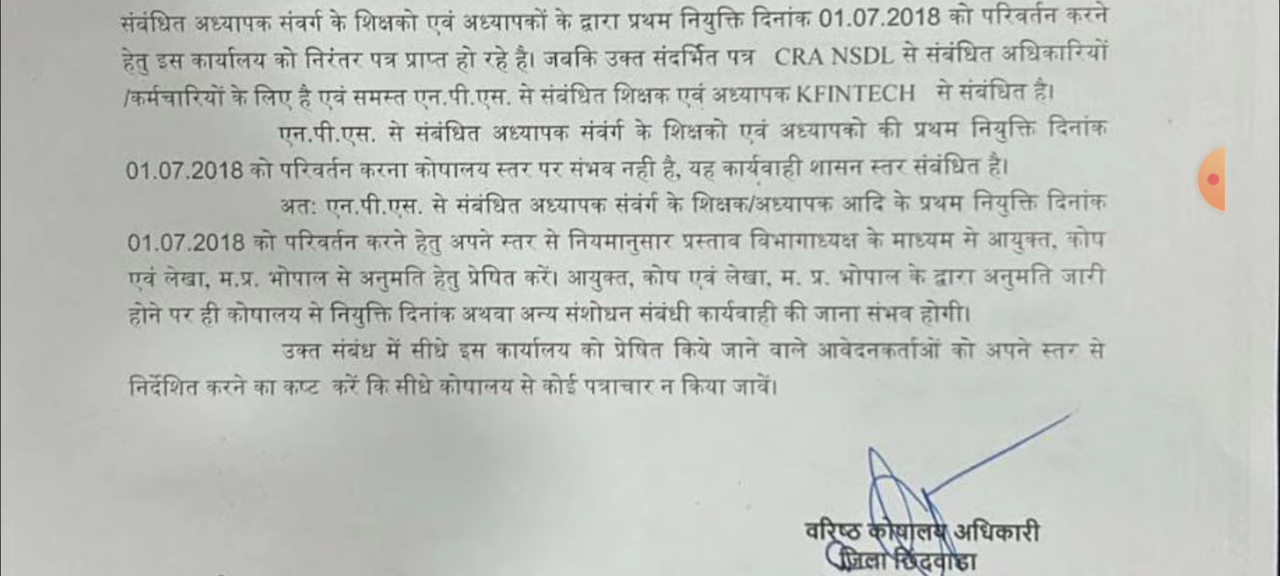 संबंधित अध्यापक संवर्ग के शिक्षको एवं अध्यापकों के द्वारा प्रथम नियुक्ति दिनांक 01.07.2018 को परिवर्तन करने
हेतु इस कार्यालय को निरंतर पत्र प्राप्त हो रहे है। जबकि उक्त संदर्भित पत्र CRA NSDL से संबंधित अधिकारियों
/कर्मचारियों के लिए है एवं समस्त एन.पी.एस. से संबंधित शिक्षक एवं अध्यापक KFINTECH से संबंधित है।
एन.पी.एस. से संबंधित अध्यापक संवंर्ग के शिक्षको एवं अध्यापको की प्रथम नियुक्ति दिनांक
01.07.2018 को परिवर्तन करना कोपालय स्तर पर संभव नही है, यह कार्यवाही शासन स्तर संबंधित है।
अतः एन.पी.एस. से संबंधित अध्यापक संवंर्ग के शिक्षक/अध्यापक आदि के प्रथम नियुक्ति दिनांक
01.07.2018 को परिवर्तन करने हेतु अपने स्तर से नियमानुसार प्रस्ताव विभागाध्यक्ष के माध्यम से आयुक्त, कोप
एवं लेखा, म.प्र. भोपाल से अनुमति हेतु प्रेषित करें। आयुक्त, कोष एवं लेखा, म. प्र. भोपाल के द्वारा अनुमति जारी
होने पर ही कोषालय से नियुक्ति दिनांक अथवा अन्य संशोधन संबंधी कार्यवाही की जाना संभव होगी।
उक्त संबंध में सीधे इस कार्यालय को प्रेषित किये जाने वाले आवेदनकर्ताओं को अपने स्तर से
निर्देशित करने का कष्ट करें कि सीधे कोपालय से कोई पत्राचार न किया जावें।
वरिष्ठ कोषालय अधिकारी
जिला छिंदवाडा